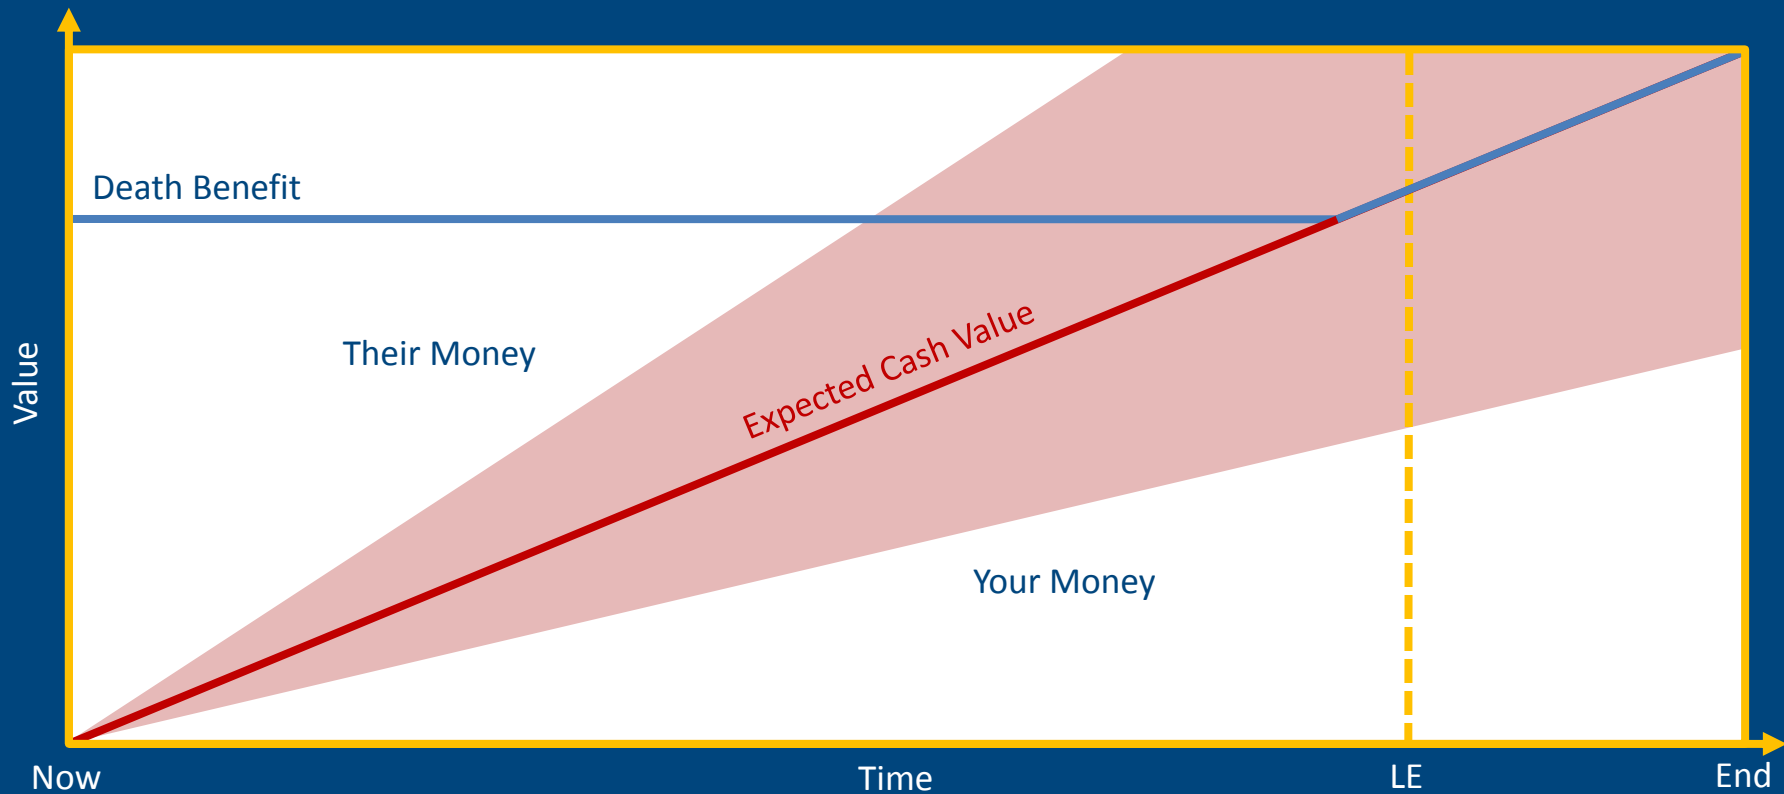 Death Benefit
Their Money
Expected Cash Value
Your Money
Value
Now
Time
LE
End